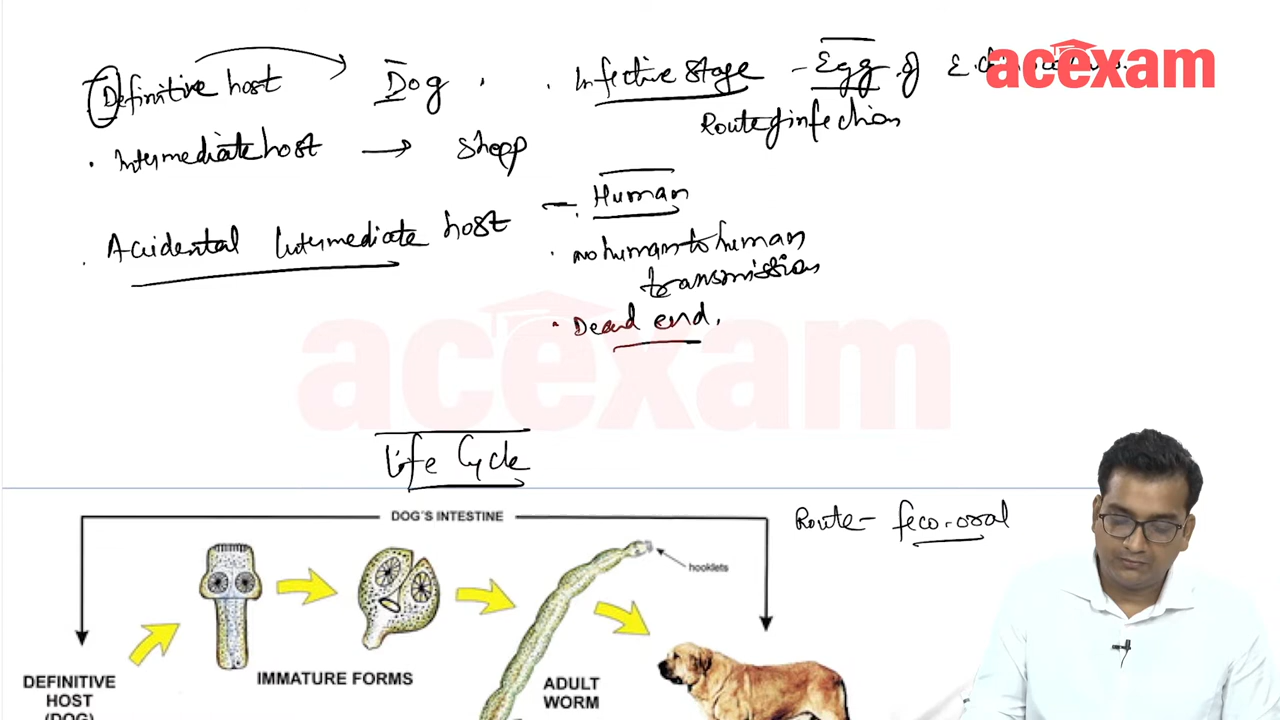 Definitive host → Dog. · Infective stage - Egg of E.
acexam
Route of infection
· Intermediate host → sheep
· Accidental Intermediate host - Human
· no human to human
transmission
· Dead end.
acexam
Life Cycle
DOG'S INTESTINE
Route - feco-oral
hooklets
IMMATURE FORMS
DEFINITIVE
HOST
(DOG)
ADULT
WORM